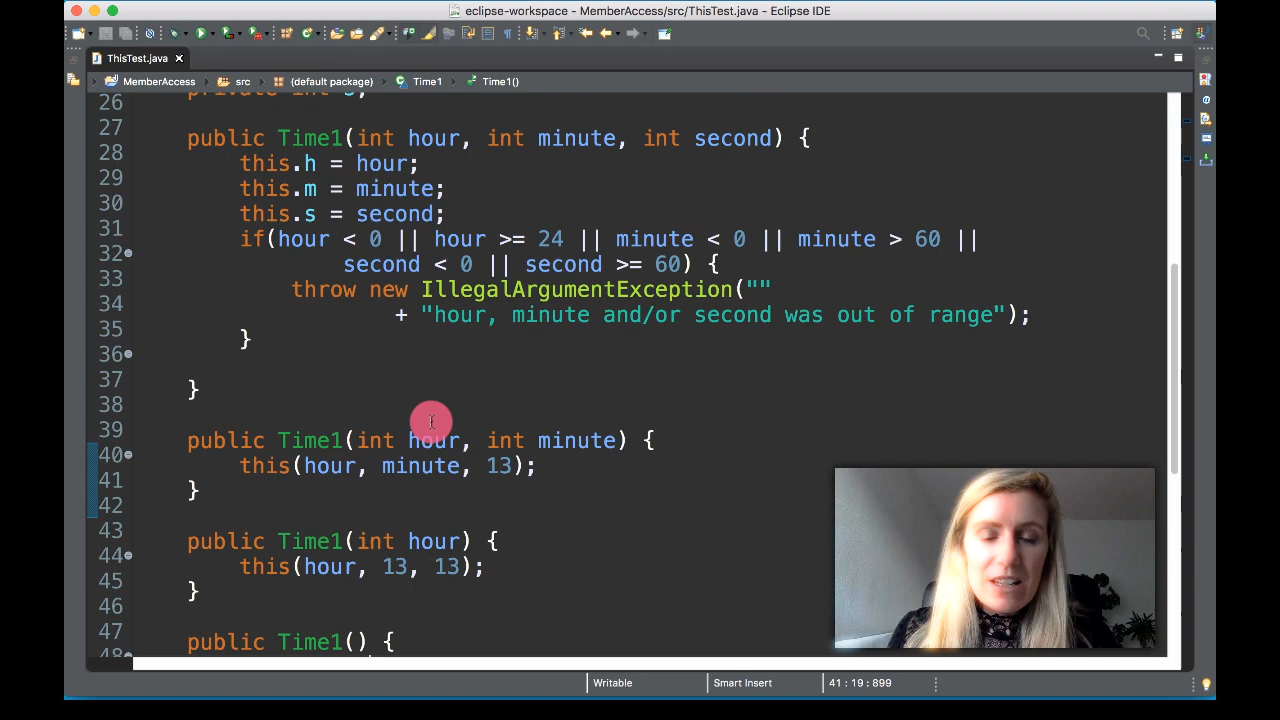 eclipse-workspace - MemberAccess/src/ThisTest.java - Eclipse IDE
ThisTest.java
MemberAccess src (default package) Time1 Time1()
26 private int s;
27
28 public Time1(int hour, int minute, int second) {
29 this.h = hour;
30 this.m = minute;
31 this.s = second;
32 if(hour < 0 || hour >= 24 || minute < 0 || minute > 60 ||
33 second < 0 || second >= 60) {
34 throw new IllegalArgumentException(""
35 + "hour, minute and/or second was out of range");
36 }
37
38 }
39
40 public Time1(int hour, int minute) {
41 this(hour, minute, 13);
42 }
43
44 public Time1(int hour) {
45 this(hour, 13, 13);
46 }
47
48 public Time1() {
Writable Smart Insert 41 : 19 : 899